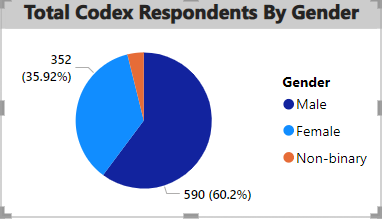 Total Codex Respondents By Gender
352
(35.92%)
590 (60.2%)
Gender
Male
Female
Non-binary